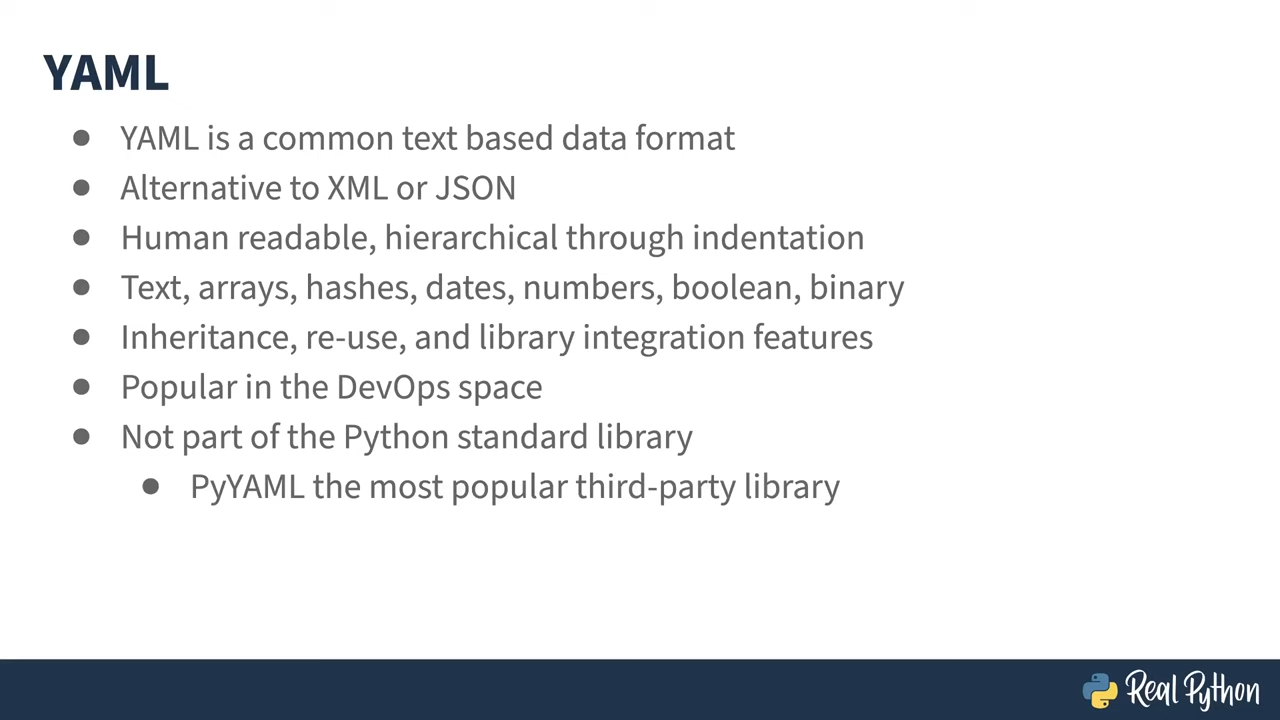 YAML
● YAML is a common text based data format
● Alternative to XML or JSON
● Human readable, hierarchical through indentation
● Text, arrays, hashes, dates, numbers, boolean, binary
● Inheritance, re-use, and library integration features
● Popular in the DevOps space
● Not part of the Python standard library
● PyYAML the most popular third-party library
Real Python